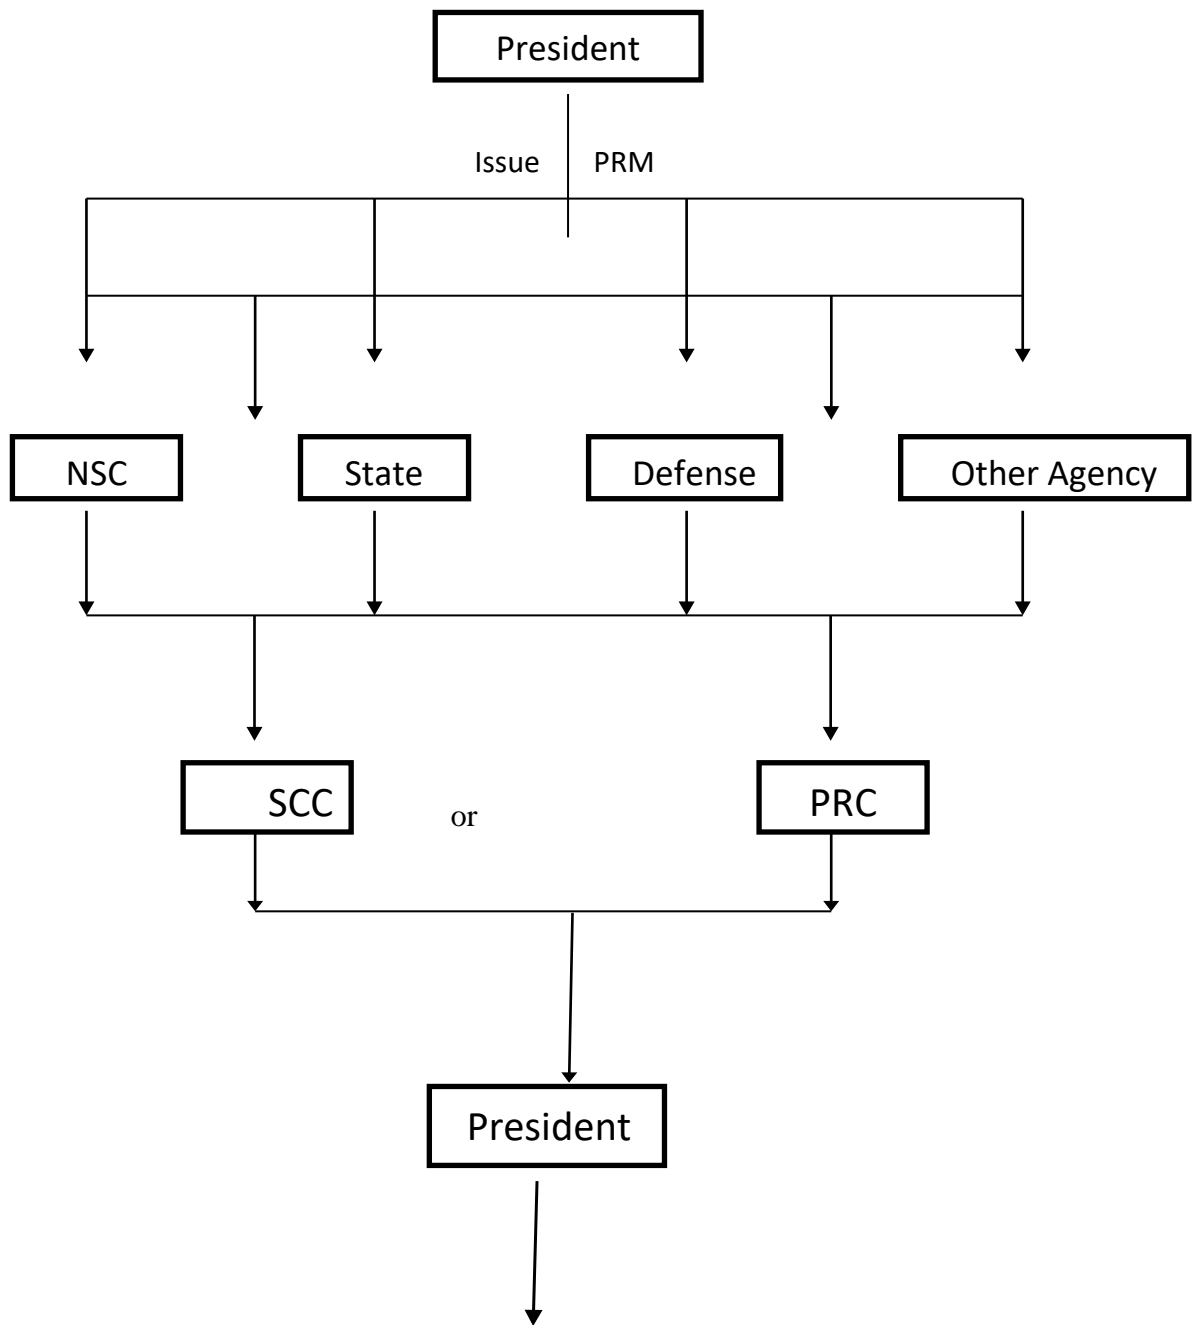 President
Issue PRM
NSC State Defense Other Agency
SCC or PRC
President